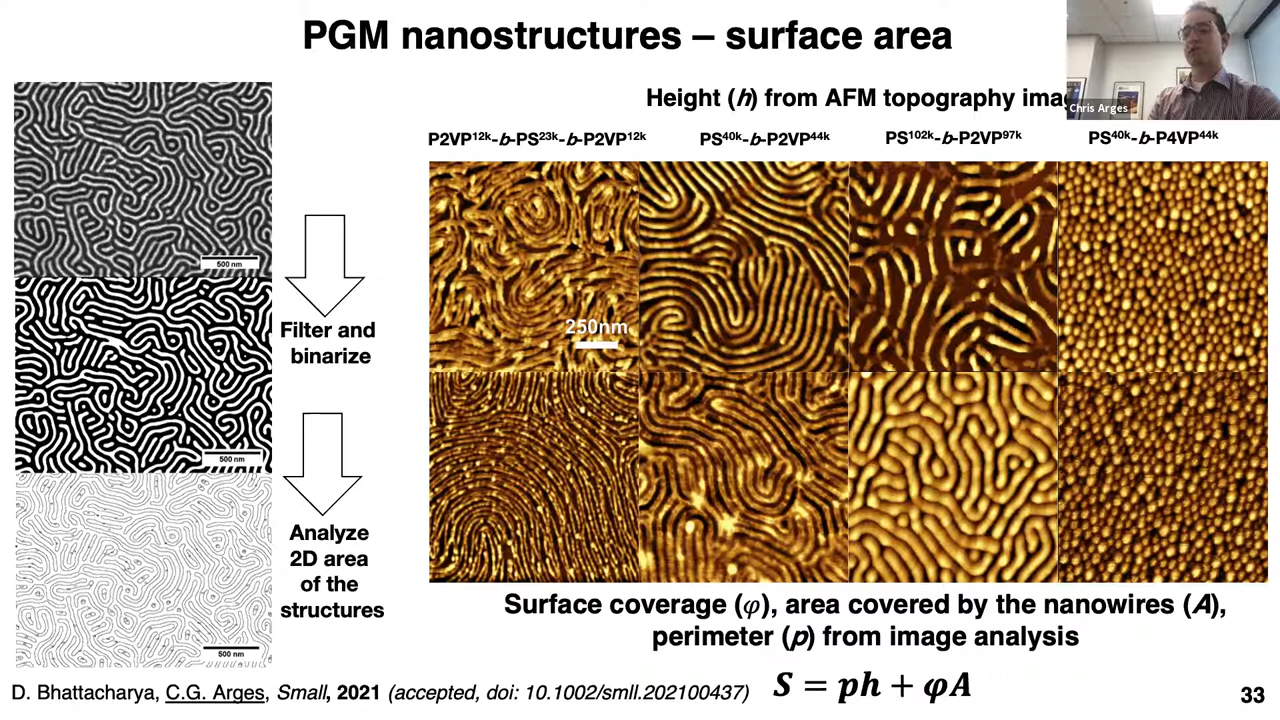 PGM nanostructures – surface area
Height (h) from AFM topography ima
Chris Arges
P2VP12k-b-PS23k-b-P2VP12k
PS40k-b-P2VP44k
PS102k-b-P2VP97k
PS40k-b-P4VP44k
500 nm
Filter and
binarize
250nm
500 nm
Analyze
2D area
of the
structures
500 nm
Surface coverage (φ), area covered by the nanowires (A),
perimeter (p) from image analysis
D. Bhattacharya, C.G. Arges, Small, 2021 (accepted, doi: 10.1002/smll.202100437)
S = ph + φA
33